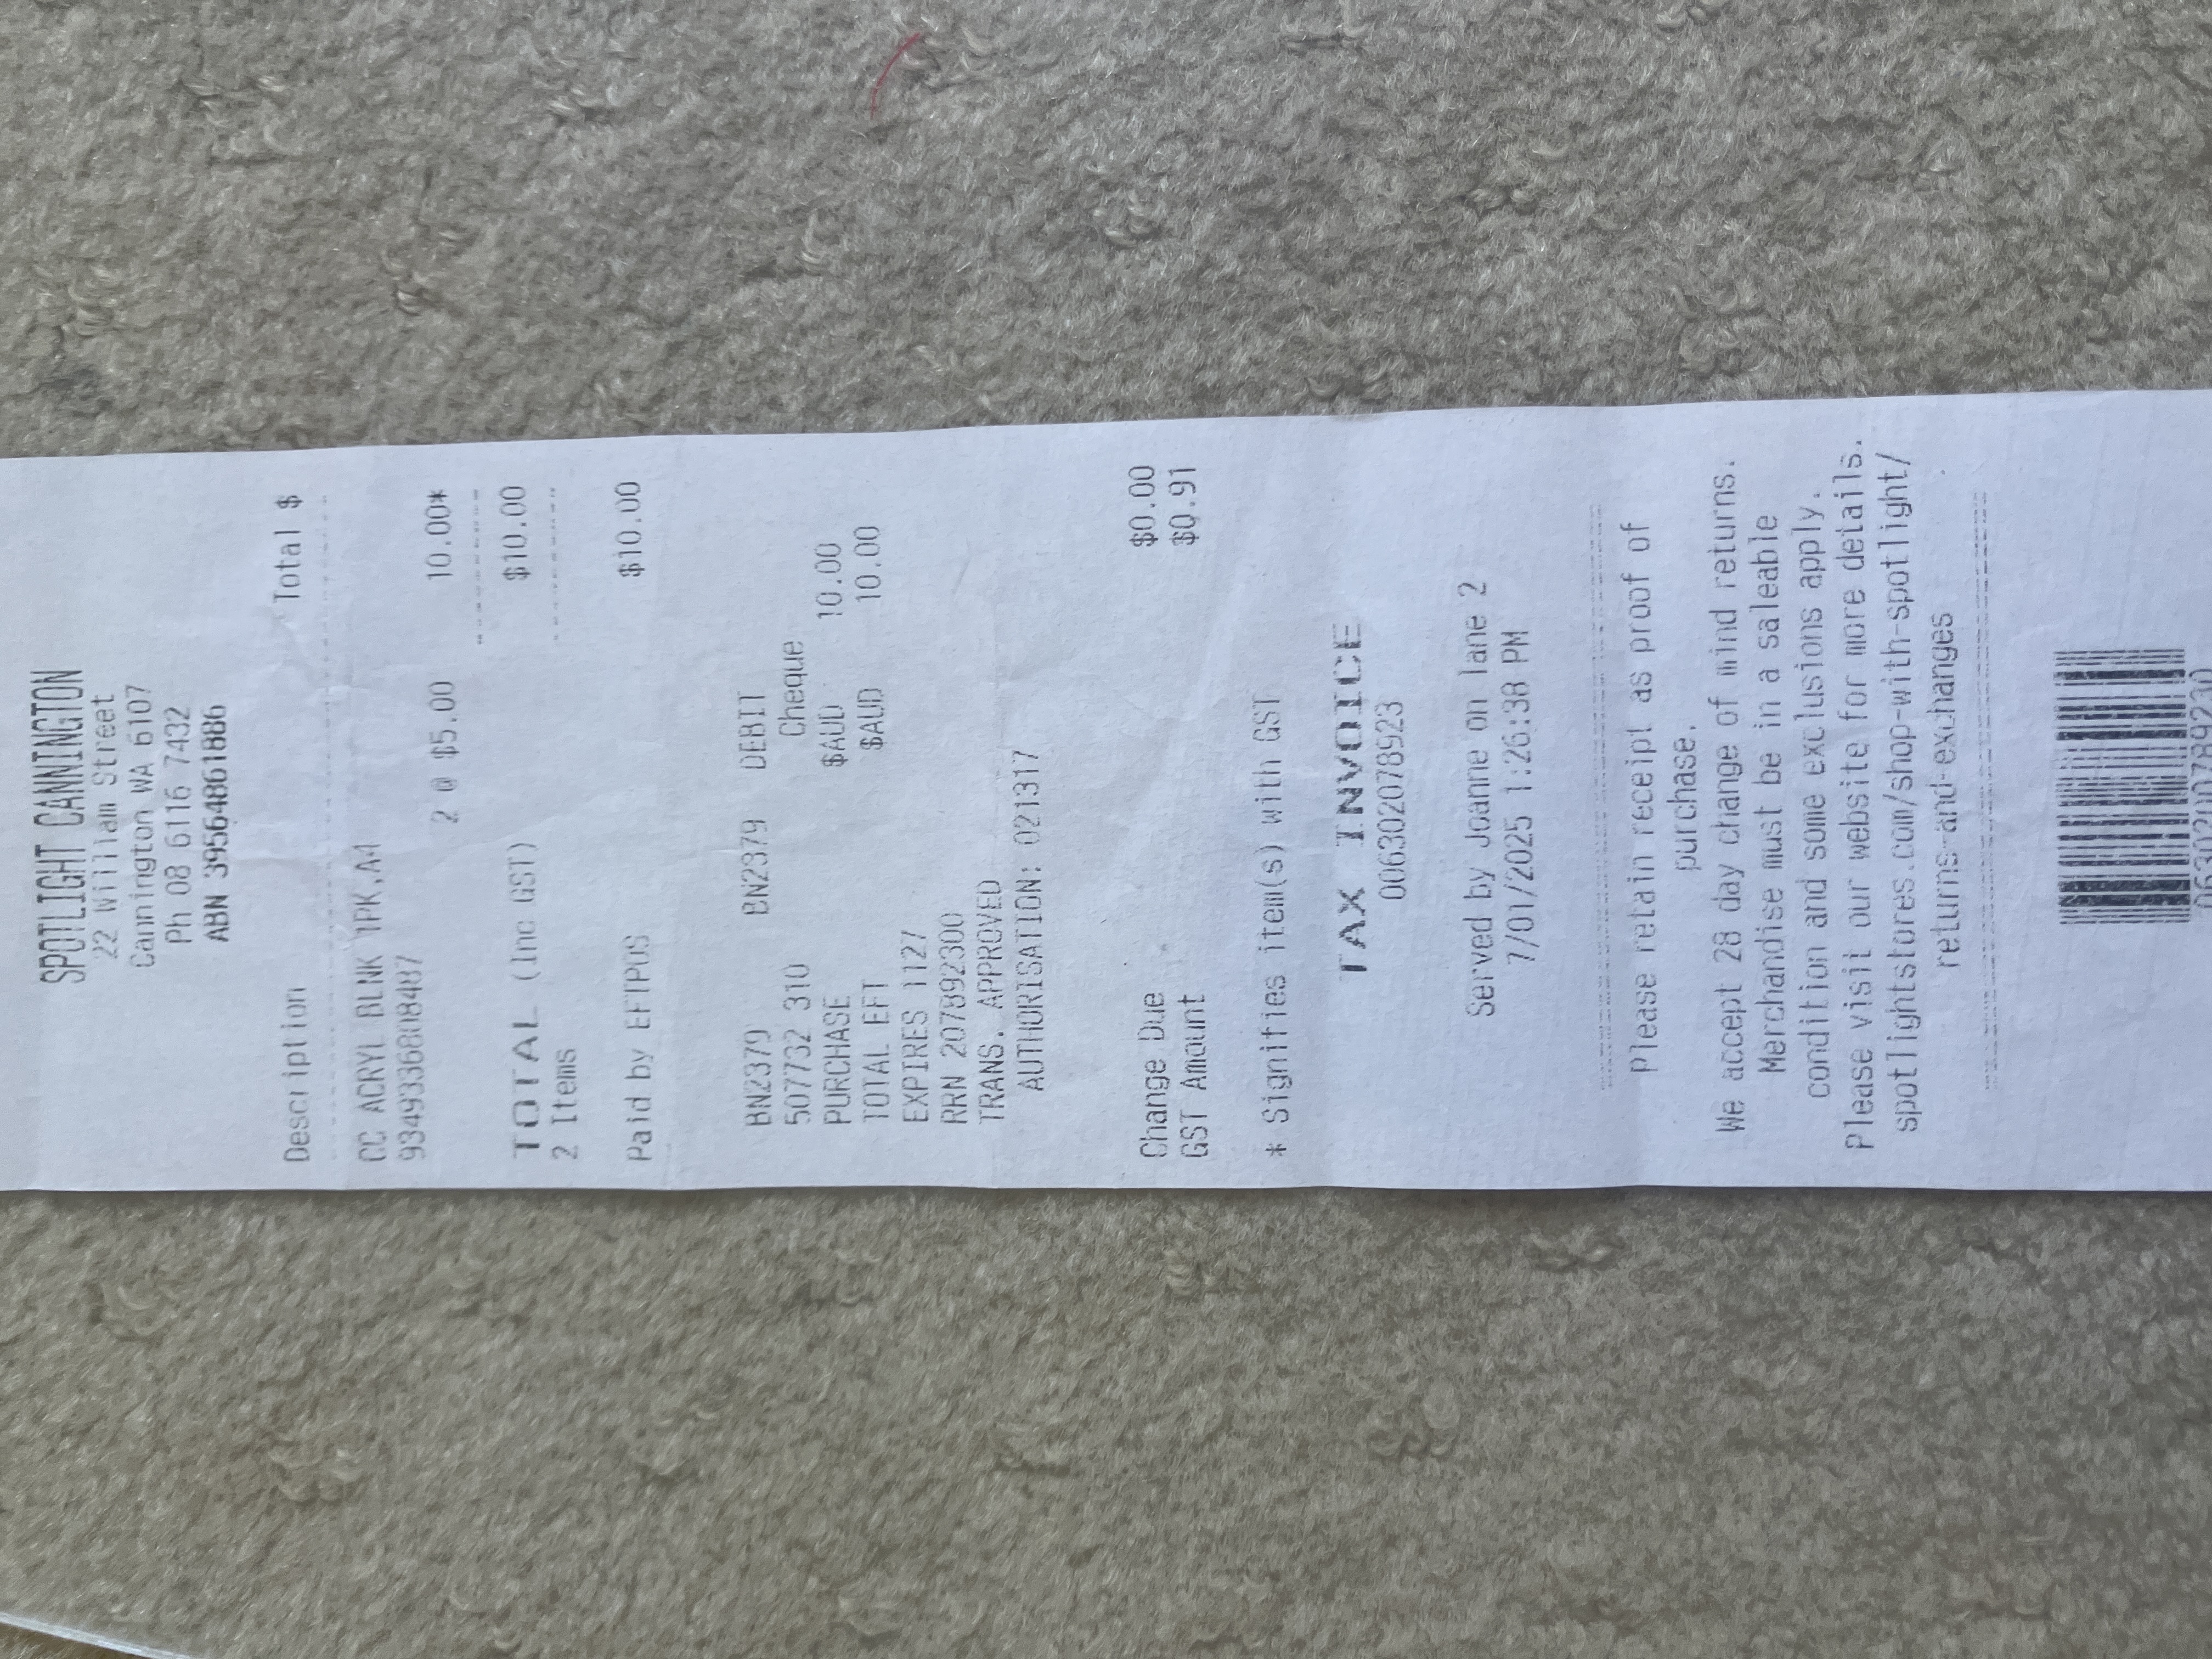 SPOTLIGHT CANNINGTON
22 William Street
Cannington WA 6107
Ph 08 6116 7432
ABN 39564861886
Description Total $
CC ACRYL BLNK 1PK,A4
9349336808487
2 @ $5.00 10.00*
TOTAL (Inc GST) $10.00
2 Items
Paid by EFTPOS $10.00
BN2379 BN2379 DEBIT
507732 310 Cheque
PURCHASE $AUD 10.00
TOTAL EFT $AUD 10.00
EXPIRES 1127
RRN 207892300
TRANS. APPROVED
AUTHORISATION: 021317
Change Due $0.00
GST Amount $0.91
* Signifies item(s) with GST
TAX INVOICE
006302078923
Served by Joanne on lane 2
7/01/2025 1:26:38 PM
Please retain receipt as proof of
purchase.
We accept 28 day change of mind returns.
Merchandise must be in a saleable
condition and some exclusions apply.
Please visit our website for more details.
spotlightstores.com/shop-with-spotlight/
returns-and-exchanges
0630200789230